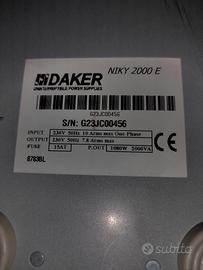 DAKER
UNINTERRUPTIBLE POWER SUPPLIES
NIKY 2000 E
G23JC00456
S/N: G23JC00456
INPUT 230V 50Hz 10 Arms max One Phase
OUTPUT 230V 50Hz 7.8 Arms max
FUSE 15AT P.OUT 1080W 2000VA
8783BL
subito